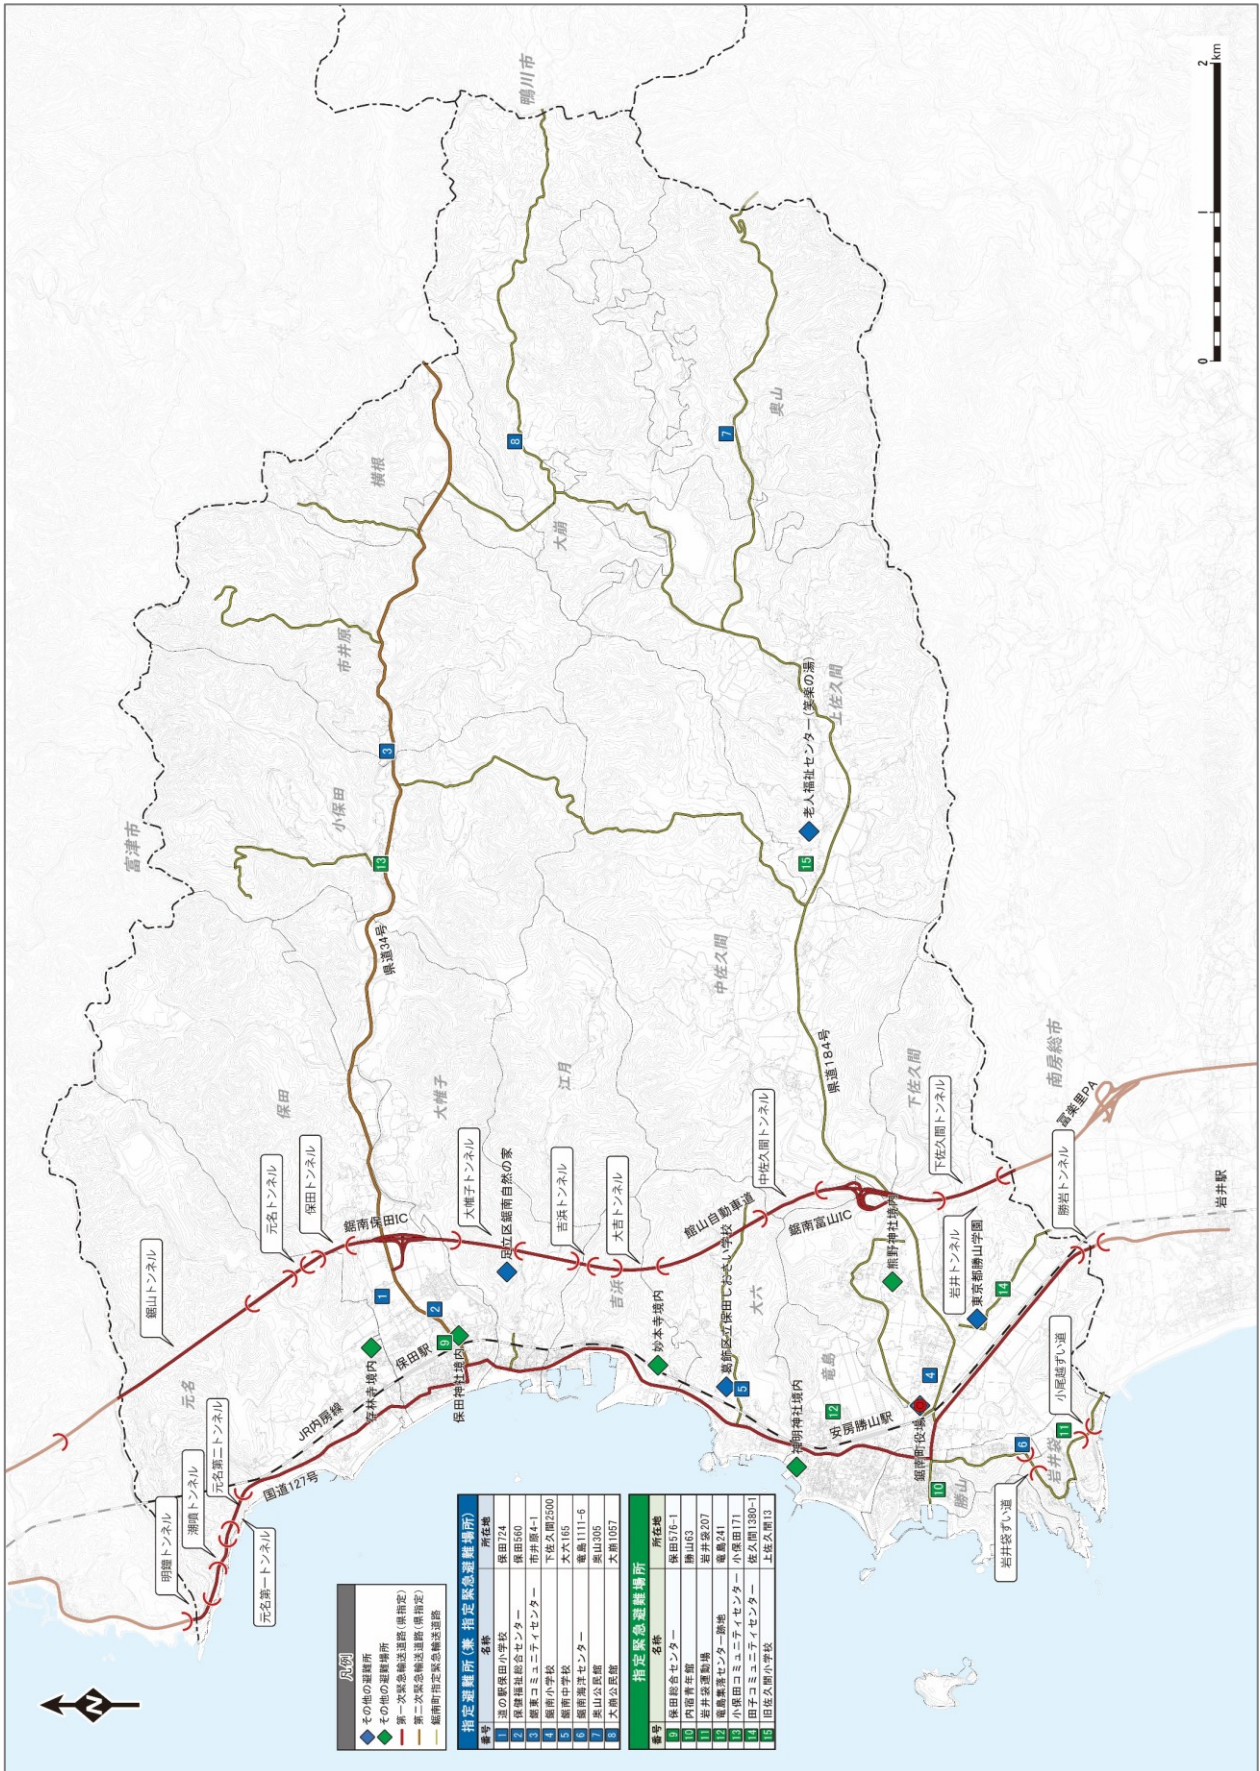 鴨川市
富津市
南房総市
横根
大崩
奥山
市井原
小保田
上佐久間
中佐久間
下佐久間
保田
大帷子
江月
元名
吉浜
大六
竜島
勝山
岩井袋
県道34号
県道184号
国道127号
JR内房線
館山自動車道
鋸南保田IC
鋸南富山IC
富楽里PA
保田駅
安房勝山駅
岩井駅
鋸南町役場
鋸山トンネル
元名トンネル
保田トンネル
大帷子トンネル
吉浜トンネル
大吉トンネル
中佐久間トンネル
下佐久間トンネル
岩井トンネル
勝岩トンネル
明鐘トンネル
潮噴トンネル
元名第二トンネル
元名第一トンネル
岩井袋ずい道
小尾越ずい道
老人福祉センター(笑楽の湯)
足立区鋸南自然の家
葛飾区立保田しおさい学校
東京都勝山学園
存林寺境内
保田神社境内
妙本寺境内
神明神社境内
熊野神社境内
1
2
3
4
5
6
7
8
9
10
11
12
13
14
15
N
0 1 2
km
凡例
その他の避難所
その他の避難場所
第一次緊急輸送道路(県指定)
第二次緊急輸送道路(県指定)
鋸南町指定緊急輸送道路
指定避難所(兼 指定緊急避難場所)
番号 名称 所在地
1 道の駅保田小学校 保田724
2 保健福祉総合センター 保田560
3 鋸東コミュニティセンター 市井原4-1
4 鋸南小学校 下佐久間2500
5 鋸南中学校 大六165
6 鋸南海洋センター 竜島1111-6
7 奥山公民館 奥山305
8 大崩公民館 大崩1057
指定緊急避難場所
番号 名称 所在地
9 保田総合センター 保田576-1
10 内宿青年館 勝山63
11 岩井袋運動場 岩井袋207
12 竜島集落センター跡地 竜島241
13 小保田コミュニティセンター 小保田171
14 田子コミュニティセンター 佐久間1380-1
15 旧佐久間小学校 上佐久間13